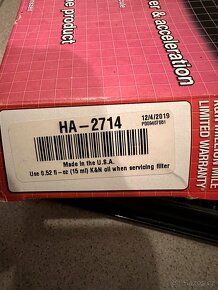 er & acceleration
e product
HA-2714
12/4/2019
Made in the U.S.A.
Use 0.52 fl-oz (15 ml) K&N oil when servicing filter
MILLION MILE
LIMITED WARRANTY